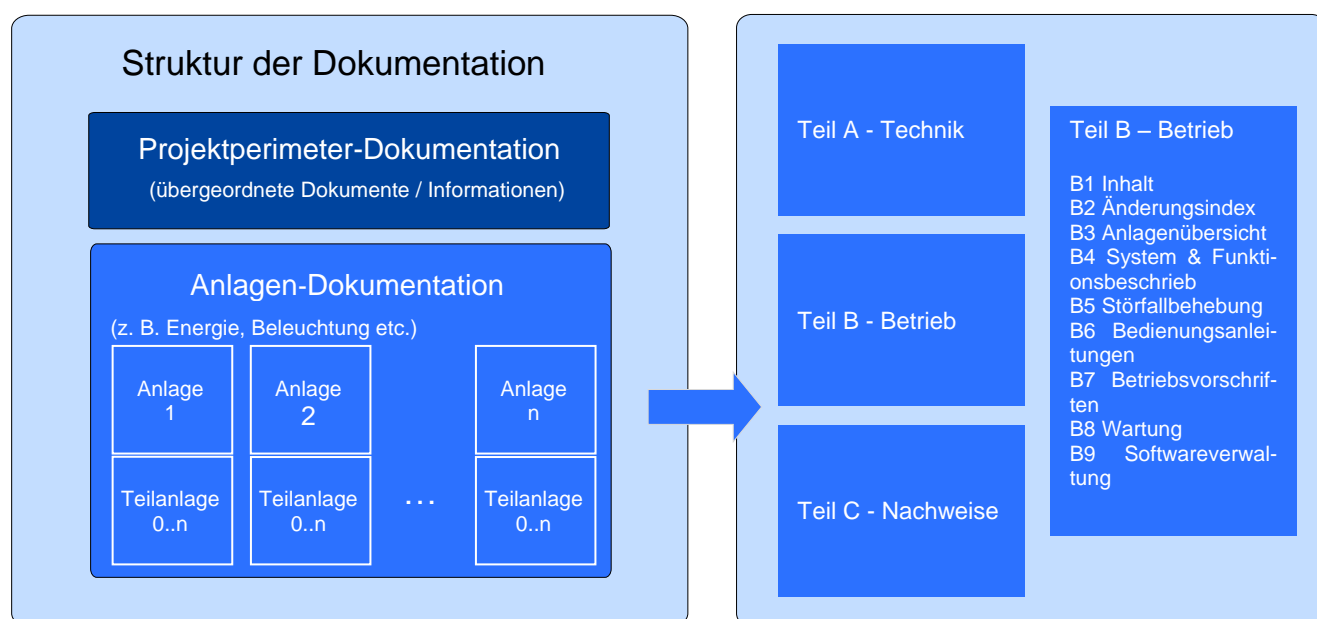 Struktur der Dokumentation
Projektperimeter-Dokumentation
(übergeordnete Dokumente / Informationen)
Anlagen-Dokumentation
(z. B. Energie, Beleuchtung etc.)
Anlage
1
Anlage
2
Anlage
n
Teilanlage
0..n
Teilanlage
0..n
...
Teilanlage
0..n
Teil A - Technik
Teil B - Betrieb
Teil C - Nachweise
Teil B – Betrieb
B1 Inhalt
B2 Änderungsindex
B3 Anlagenübersicht
B4 System & Funkti-
onsbeschrieb
B5 Störfallbehebung
B6 Bedienungsanlei-
tungen
B7 Betriebsvorschrif-
ten
B8 Wartung
B9 Softwareverwal-
tung